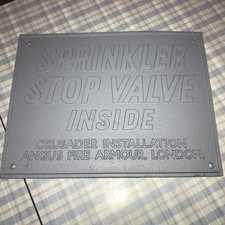 SPRINKLER
STOP VALVE
INSIDE
CRUSADER INSTALLATION
ANGUS FIRE ARMOUR, LONDON.